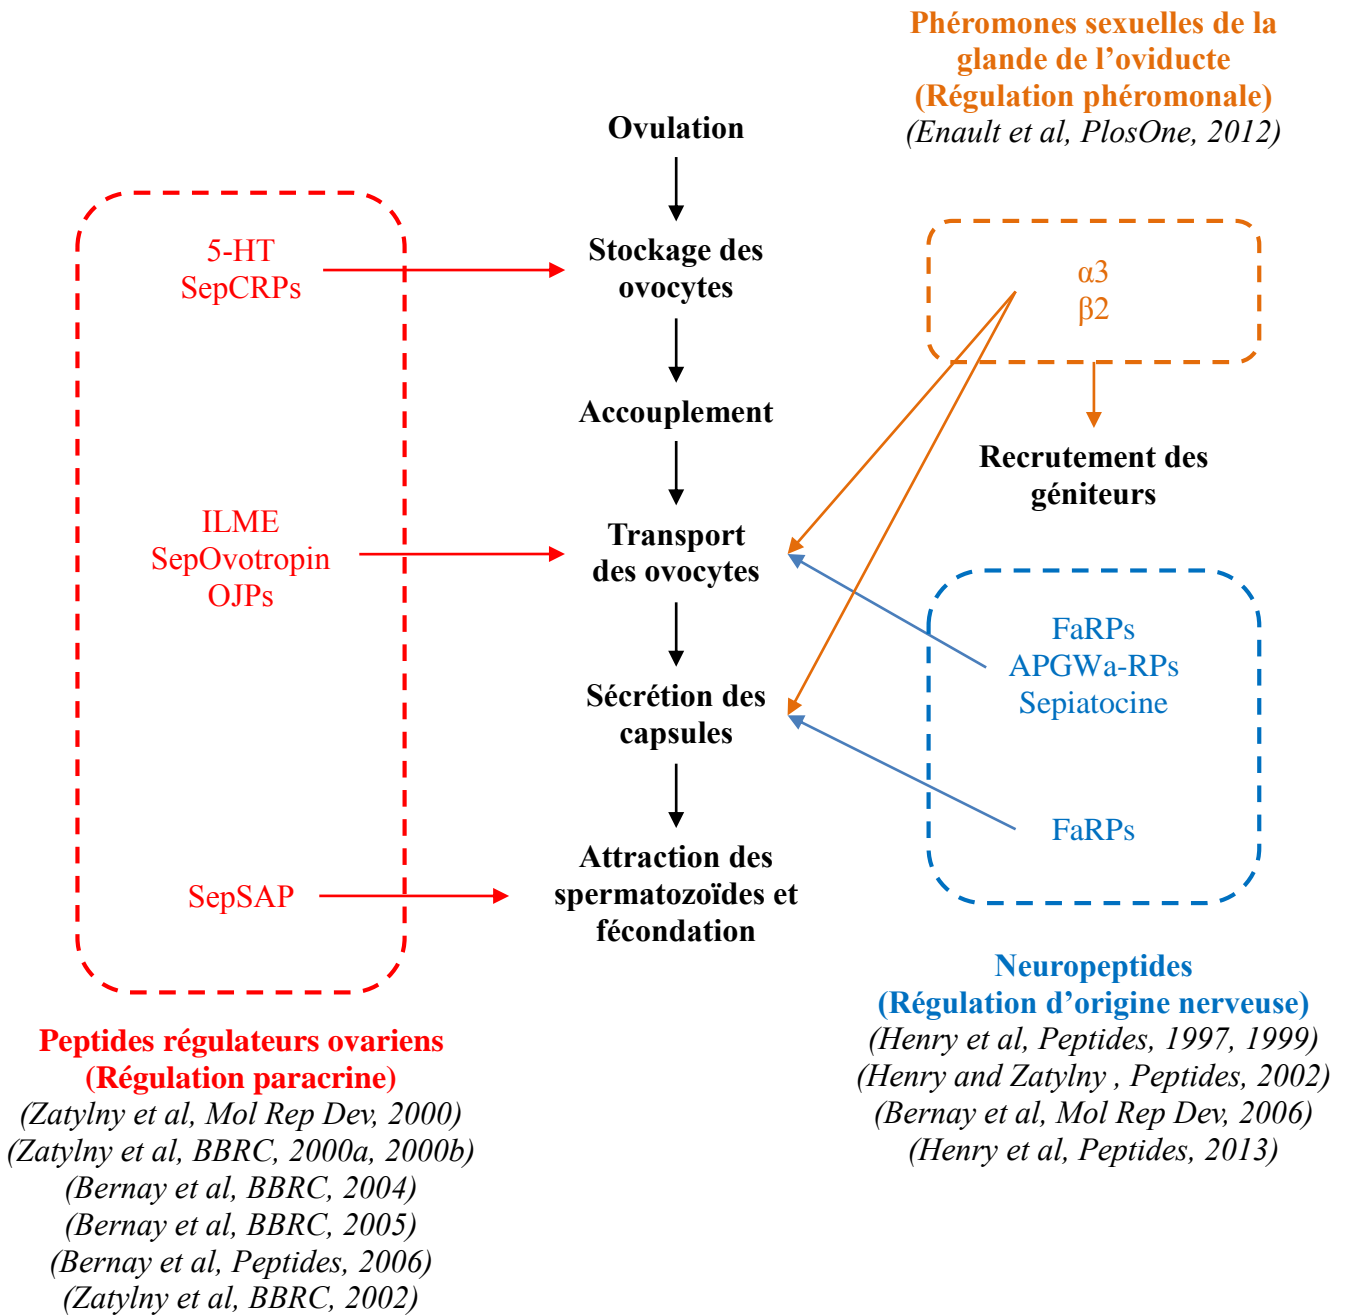 Phéromones sexuelles de la
glande de l'oviducte
(Régulation phéromonale)
(Enault et al, PlosOne, 2012)
Ovulation
5-HT
SepCRPs
Stockage des
ovocytes
α3
β2
Accouplement
Recrutement des
géniteurs
ILME
SepOvotropin
OJPs
Transport
des ovocytes
FaRPs
APGWa-RPs
Sepiatocine
Sécrétion des
capsules
FaRPs
SepSAP
Attraction des
spermatozoïdes et
fécondation
Neuropeptides
(Régulation d'origine nerveuse)
(Henry et al, Peptides, 1997, 1999)
(Henry and Zatylny , Peptides, 2002)
(Bernay et al, Mol Rep Dev, 2006)
(Henry et al, Peptides, 2013)
Peptides régulateurs ovariens
(Régulation paracrine)
(Zatylny et al, Mol Rep Dev, 2000)
(Zatylny et al, BBRC, 2000a, 2000b)
(Bernay et al, BBRC, 2004)
(Bernay et al, BBRC, 2005)
(Bernay et al, Peptides, 2006)
(Zatylny et al, BBRC, 2002)